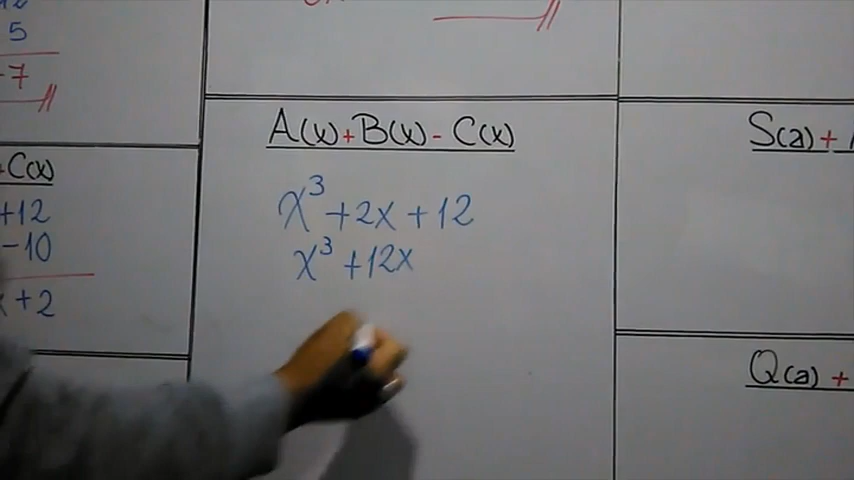 5
-7
+C(x)
+12
-10
x+2
A(x)+B(x)-C(x)
x³+2x+12
x³+12x
S(a)+
Q(a)+